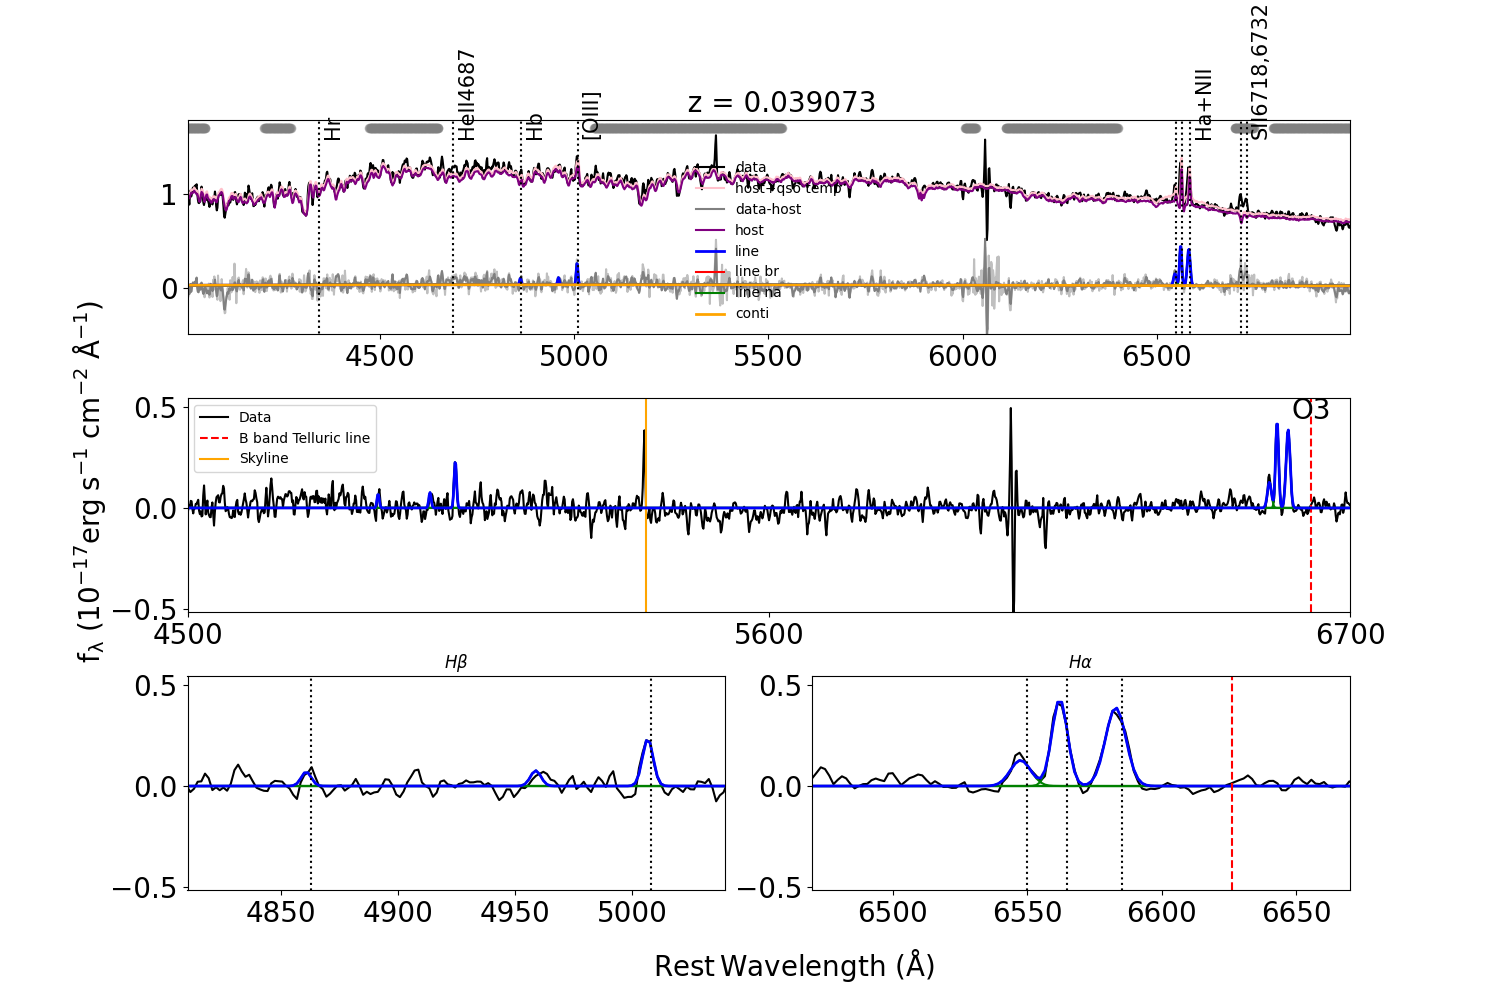 z = 0.039073
Hr
HeII4687
Hb
[OIII]
Ha+NII
SII6718,6732
data
host+qso temp
data-host
host
line
line br
line na
conti
1
0
4500
5000
5500
6000
6500
fλ (10−17erg s−1 cm−2 Å−1)
Data
B band Telluric line
Skyline
O3
0.5
0.0
−0.5
4500
5600
6700
Hβ
0.5
0.0
−0.5
4850
4900
4950
5000
Hα
0.5
0.0
−0.5
6500
6550
6600
6650
Rest Wavelength (Å)